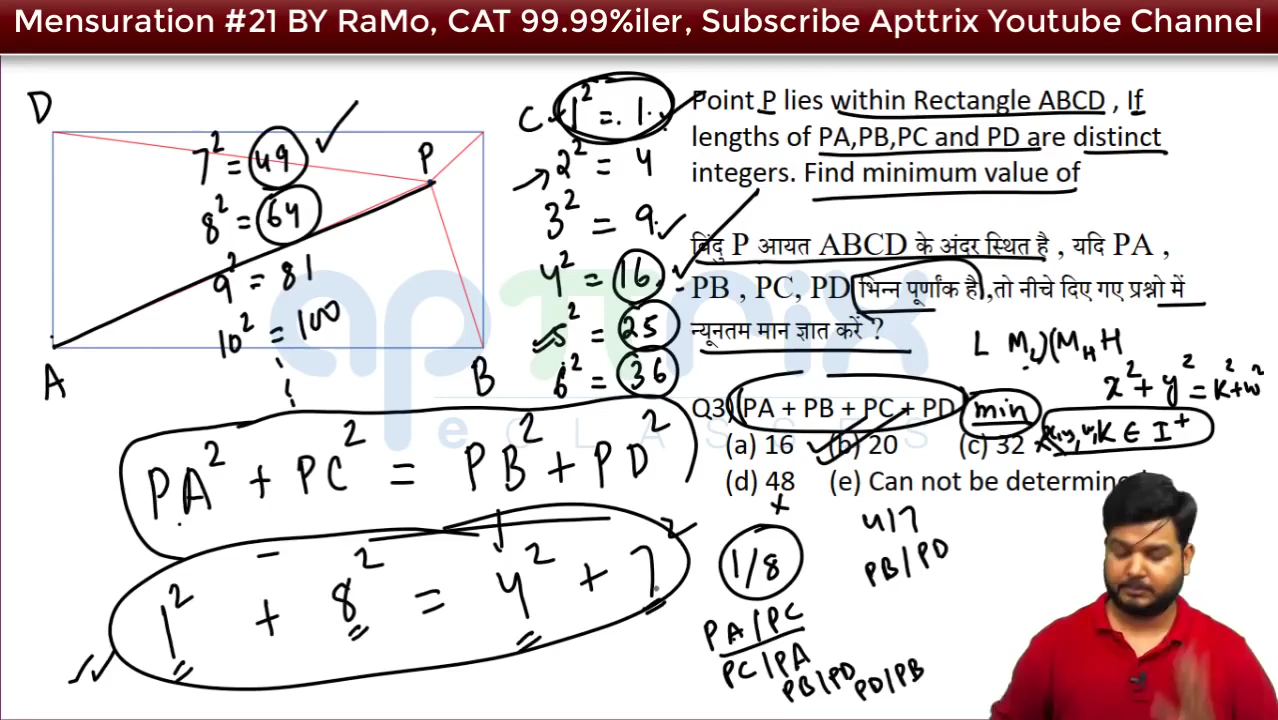 Mensuration #21 BY RaMo, CAT 99.99%iler, Subscribe Apttrix Youtube Channel
Point P lies within Rectangle ABCD , If
lengths of PA,PB,PC and PD are distinct
integers. Find minimum value of
बिंदु P आयत ABCD के अंदर स्थित है , यदि PA ,
PB , PC, PD भिन्न पूर्णांक है ,तो नीचे दिए गए प्रश्नो में
न्यूनतम मान ज्ञात करें ?
L M_L)(M_H H
x² + y² = k² + w²
Q3) PA + PB + PC + PD min
(a) 16 (b) 20 (c) 32
x,y,w,K ∈ I⁺
(d) 48 (e) Can not be determine
D
C
P
A
B
7² = 49
8² = 64
9² = 81
10² = 100
1² = 1
2² = 4
3² = 9
4² = 16
5² = 25
6² = 36
PA² + PC² = PB² + PD²
1² + 8² = 4² + 7²
1/8
4/7
PB/PD
PA/PC
PC/PA
PB/PD
PD/PB
e CLASSES